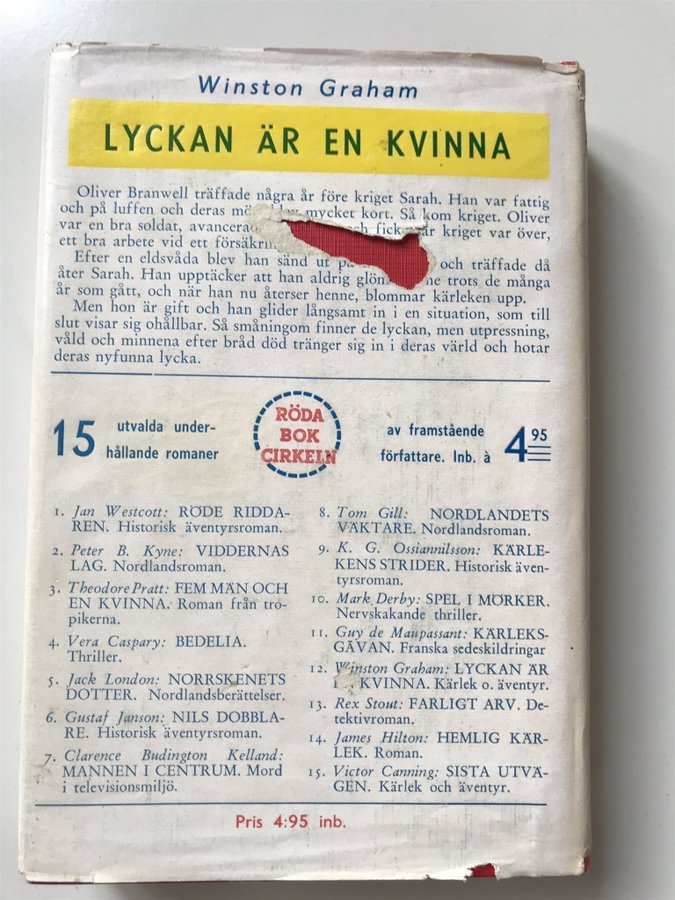 Winston Graham
LYCKAN ÄR EN KVINNA
Oliver Branwell träffade några år före kriget Sarah. Han var fattig
och på luffen och deras mycket kort. Så kom kriget. Oliver
var en bra soldat, och fick när kriget var över,
ett bra arbete vid ett
Efter en eldsvåda blev han sänd ut på och träffade då
åter Sarah. Han upptäcker att han aldrig trots de många
år som gått, och när han nu återser henne, blommar kärleken upp.
Men hon är gift och han glider långsamt in i en situation, som till
slut visar sig ohållbar. Så småningom finner de lyckan, men utpressning,
våld och minnena efter bråd död tränger sig in i deras värld och hotar
deras nyfunna lycka.
15 utvalda under-
hållande romaner
RÖDA
BOK
CIRKELN
av framstående
författare. Inb. à
4 95
1. Jan Westcott: RÖDE RIDDA-
REN. Historisk äventyrsroman.
2. Peter B. Kyne: VIDDERNAS
LAG. Nordlandsroman.
3. Theodore Pratt: FEM MÄN OCH
EN KVINNA. Roman från tro-
pikerna.
4. Vera Caspary: BEDELIA.
Thriller.
5. Jack London: NORRSKENETS
DOTTER. Nordlandsberättelser.
6. Gustaf Janson: NILS DOBBLA-
RE. Historisk äventyrsroman.
7. Clarence Budington Kelland:
MANNEN I CENTRUM. Mord
i televisionsmiljö.
8. Tom Gill: NORDLANDETS
VÄKTARE. Nordlandsroman.
9. K. G. Ossiannilsson: KÄRLE-
KENS STRIDER. Historisk även-
tyrsroman.
10. Mark Derby: SPEL I MÖRKER.
Nervskakande thriller.
11. Guy de Maupassant: KÄRLEKS-
GÅVAN. Franska sedeskildringar
12. Winston Graham: LYCKAN ÄR
KVINNA. Kärlek o. äventyr.
13. Rex Stout: FARLIGT ARV. De-
tektivroman.
14. James Hilton: HEMLIG KÄR-
LEK. Roman.
15. Victor Canning: SISTA UTVÄ-
GEN. Kärlek och äventyr.
Pris 4:95 inb.